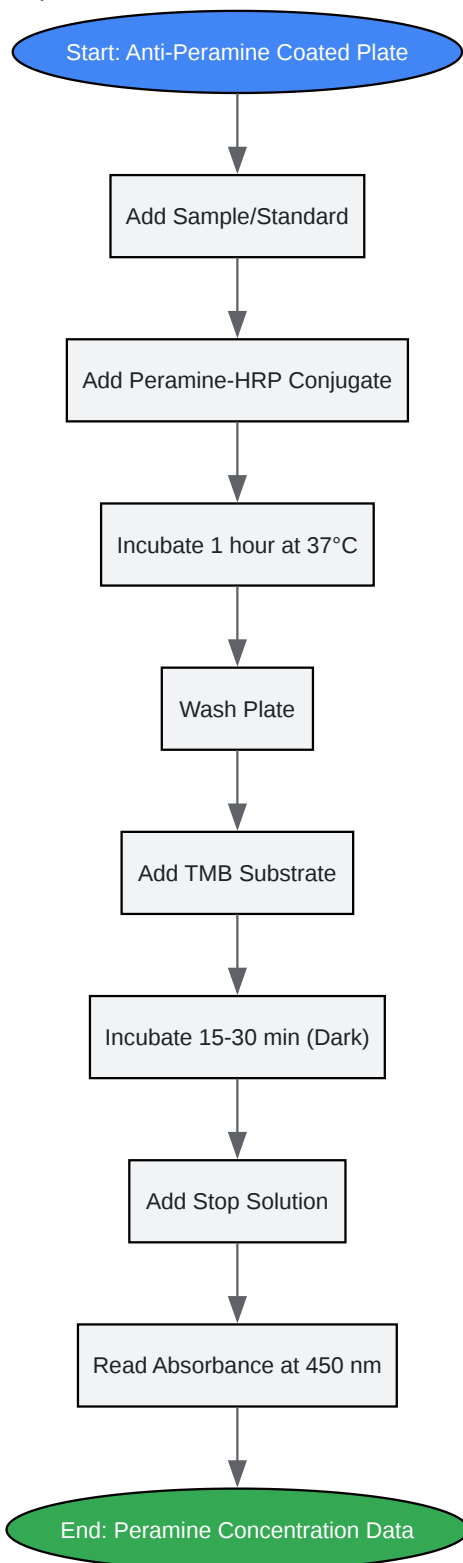 Start: Anti-Peramine Coated Plate
Add Sample/Standard
Add Peramine-HRP Conjugate
Incubate 1 hour at 37°C
Wash Plate
Add TMB Substrate
Incubate 15-30 min (Dark)
Add Stop Solution
Read Absorbance at 450 nm
End: Peramine Concentration Data